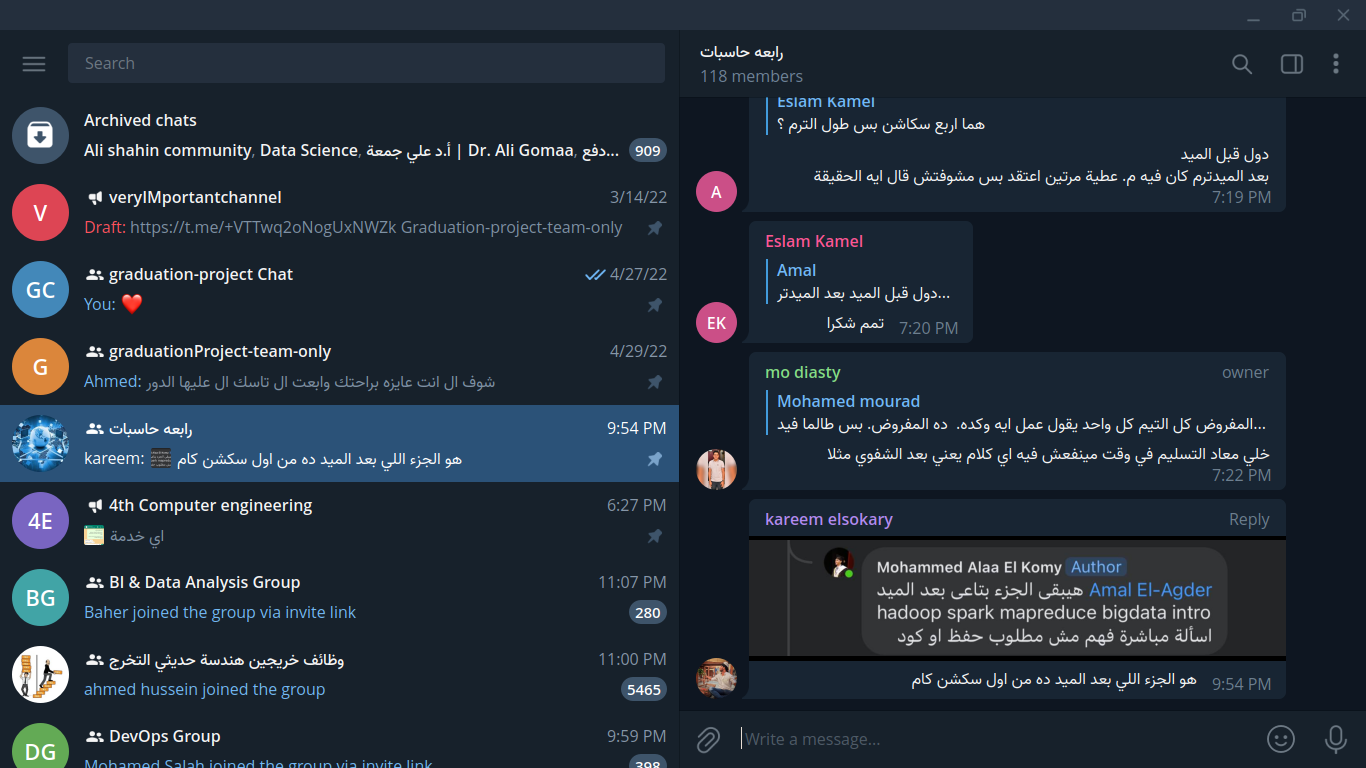 Search
Archived chats
Ali shahin community, Data Science, أ.د علي جمعة | Dr. Ali Gomaa, دفع...
909
veryIMportantchannel
3/14/22
Draft: https://t.me/+VTTwq2oNogUxNWZk Graduation-project-team-only
V
graduation-project Chat
4/27/22
You: ❤️
GC
graduationProject-team-only
4/29/22
Ahmed: شوف ال انت عايزه براحتك وابعت ال تاسك ال عليها الدور
G
رابعه حاسبات
9:54 PM
kareem: هو الجزء اللي بعد الميد ده من اول سكشن كام
4th Computer engineering
6:27 PM
اي خدمة
4E
BI & Data Analysis Group
11:07 PM
Baher joined the group via invite link
280
BG
وظائف خريجين هندسة حديثي التخرج
11:00 PM
ahmed hussein joined the group
5465
DevOps Group
9:59 PM
Mohamed Salah joined the group via invite link
398
DG
رابعه حاسبات
118 members
Eslam Kamel
هما اربع سكاشن بس طول الترم ؟
دول قبل الميد
بعد الميدترم كان فيه م. عطية مرتين اعتقد بس مشوفتش قال ايه الحقيقة
7:19 PM
A
Eslam Kamel
Amal
دول قبل الميد بعد الميدتر...
تمم شكرا
7:20 PM
EK
mo diasty
owner
Mohamed mourad
المفروض كل التيم كل واحد يقول عمل ايه وكده. ده المفروض. بس طالما فيد...
خلي معاد التسليم في وقت مينفعش فيه اي كلام يعني بعد الشفوي مثلا
7:22 PM
kareem elsokary
Reply
Mohammed Alaa El Komy Author
Amal El-Agder هيبقى الجزء بتاعى بعد الميد
hadoop spark mapreduce bigdata intro
اسألة مباشرة فهم مش مطلوب حفظ او كود
هو الجزء اللي بعد الميد ده من اول سكشن كام
9:54 PM
Write a message...